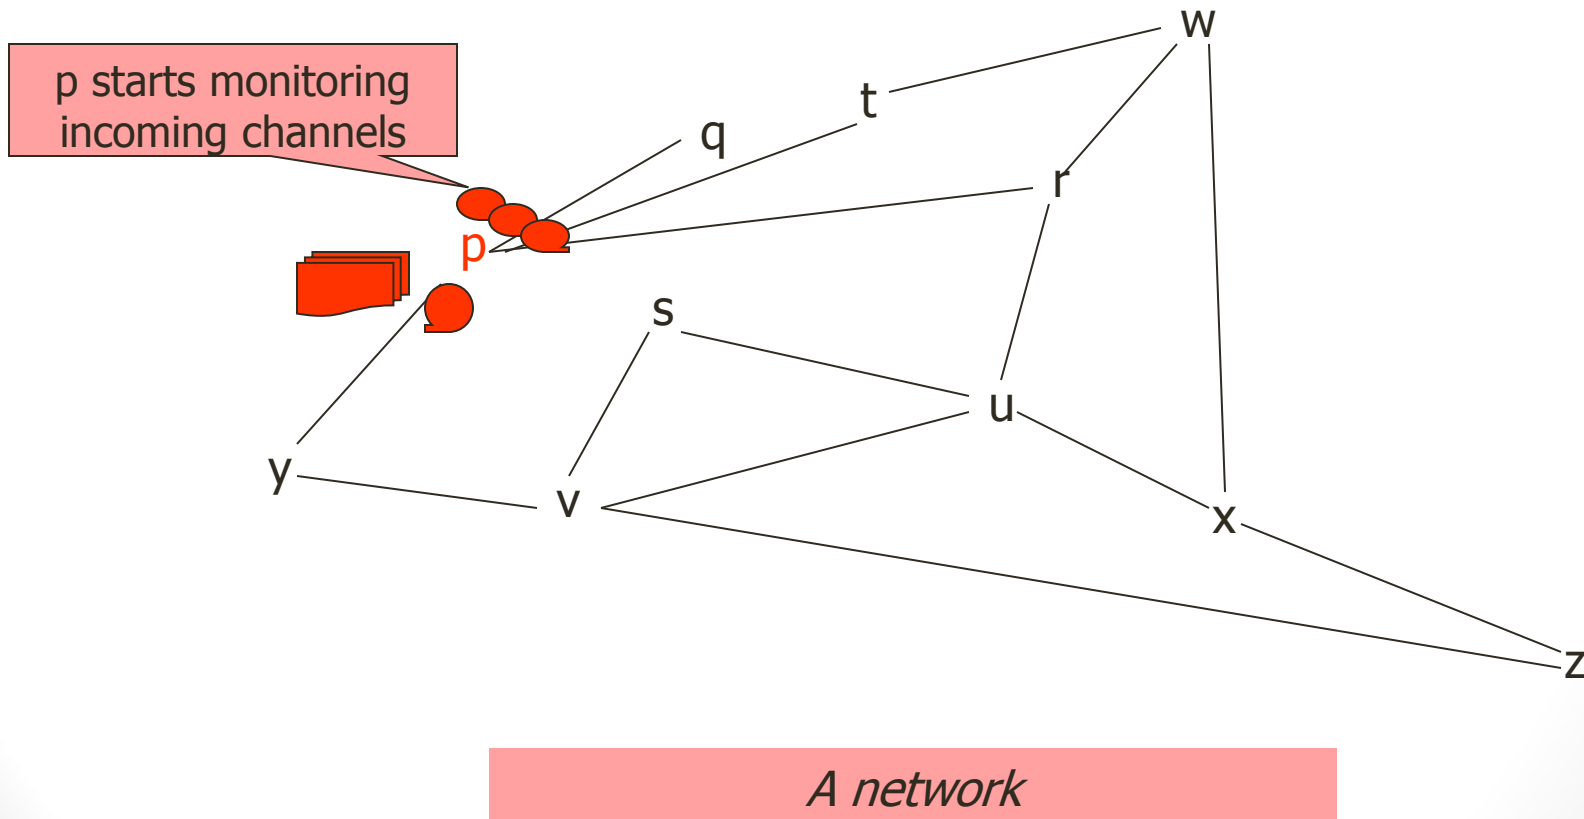 w
p starts monitoring
incoming channels
t
q
r
p
s
u
y
v
x
z
A network